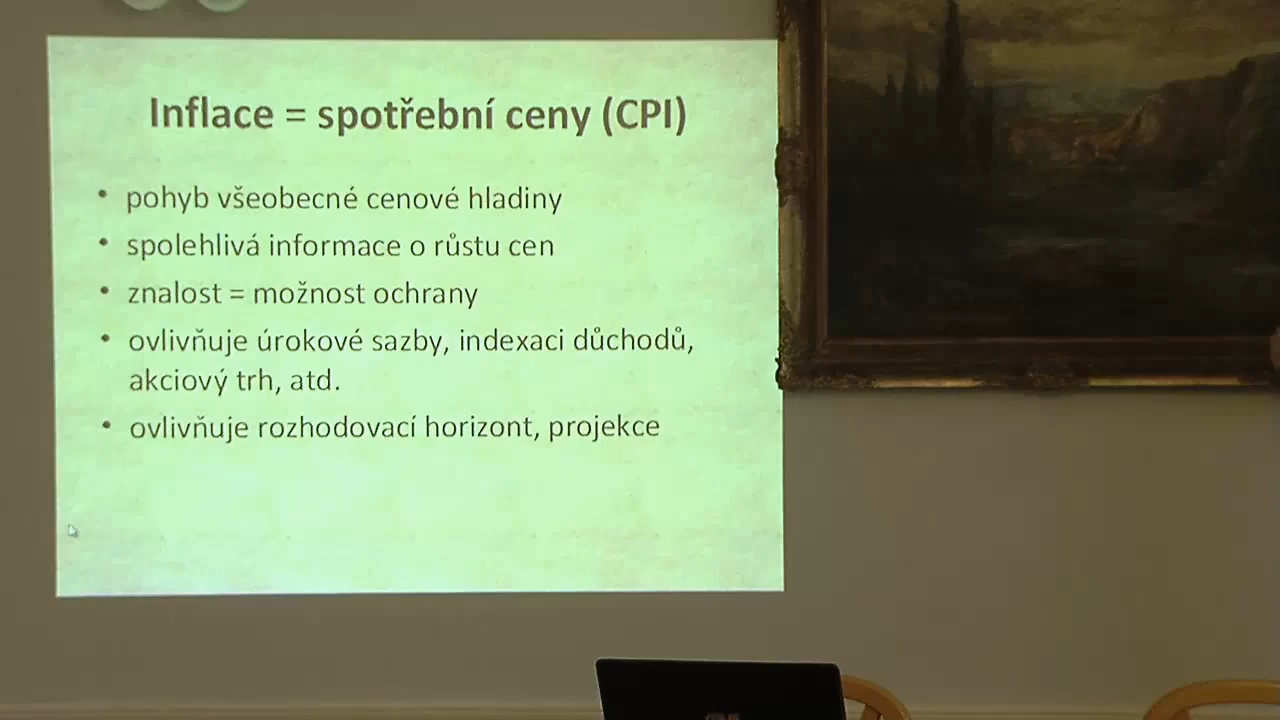 Inflace = spotřební ceny (CPI)
• pohyb všeobecné cenové hladiny
• spolehlivá informace o růstu cen
• znalost = možnost ochrany
• ovlivňuje úrokové sazby, indexaci důchodů,
akciový trh, atd.
• ovlivňuje rozhodovací horizont, projekce